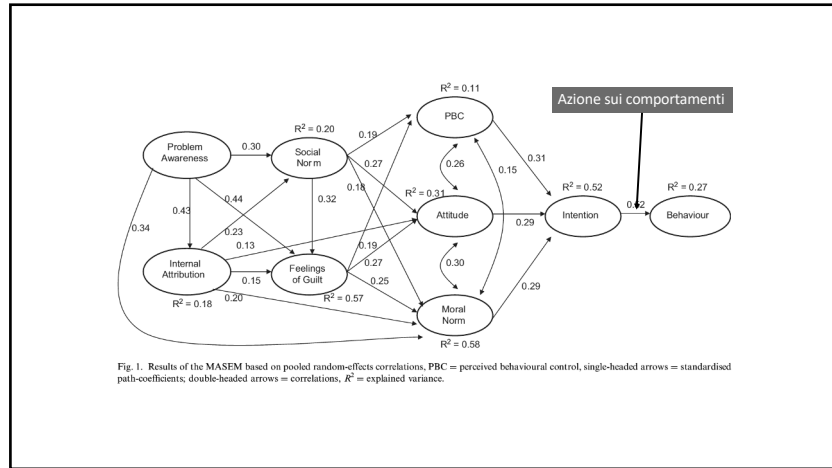 R² = 0.11
Azione sui comportamenti
PBC
R² = 0.20
0.19
Problem
Awareness
0.30
Social
Norm
0.27
0.26
0.15
0.31
R² = 0.52
R² = 0.27
0.18
R² = 0.31
0.44
0.32
0.43
0.34
0.23
Attitude
0.29
Intention
Behaviour
0.13
0.19
Internal
Attribution
0.15
Feelings
of Guilt
0.27
0.30
0.29
0.25
R² = 0.18
0.20
R² = 0.57
Moral
Norm
R² = 0.58
Fig. 1. Results of the MASEM based on pooled random-effects correlations, PBC = perceived behavioural control, single-headed arrows = standardised
path-coefficients; double-headed arrows = correlations, R² = explained variance.